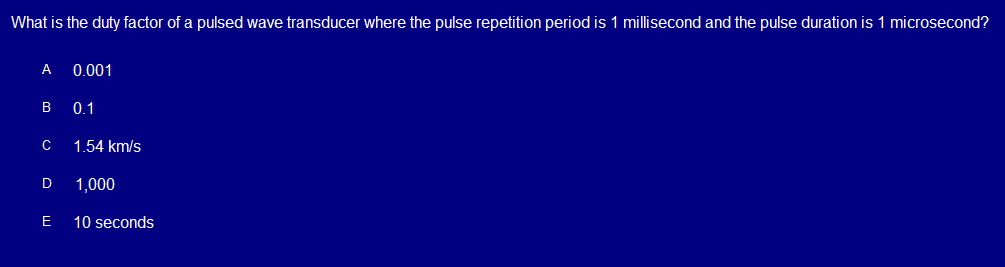 What is the duty factor of a pulsed wave transducer where the pulse repetition period is 1 millisecond and the pulse duration is 1 microsecond?
A 0.001
B 0.1
C 1.54 km/s
D 1,000
E 10 seconds